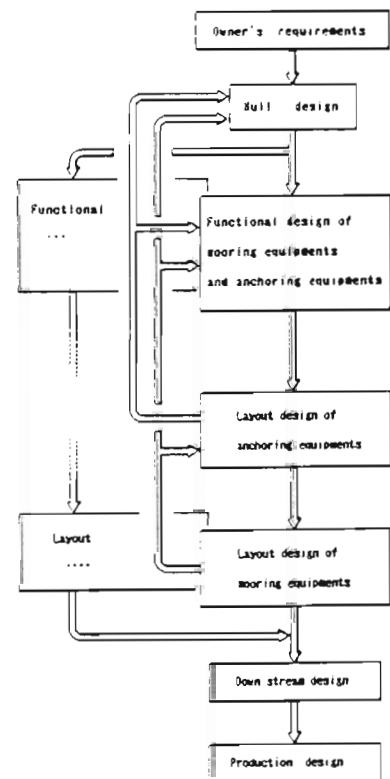 Owner's requirements
Hull design
Functional
...
Functional design of
mooring equipments
and anchoring equipments
Layout design of
anchoring equipments
Layout
....
Layout design of
mooring equipments
Down stream design
Production design